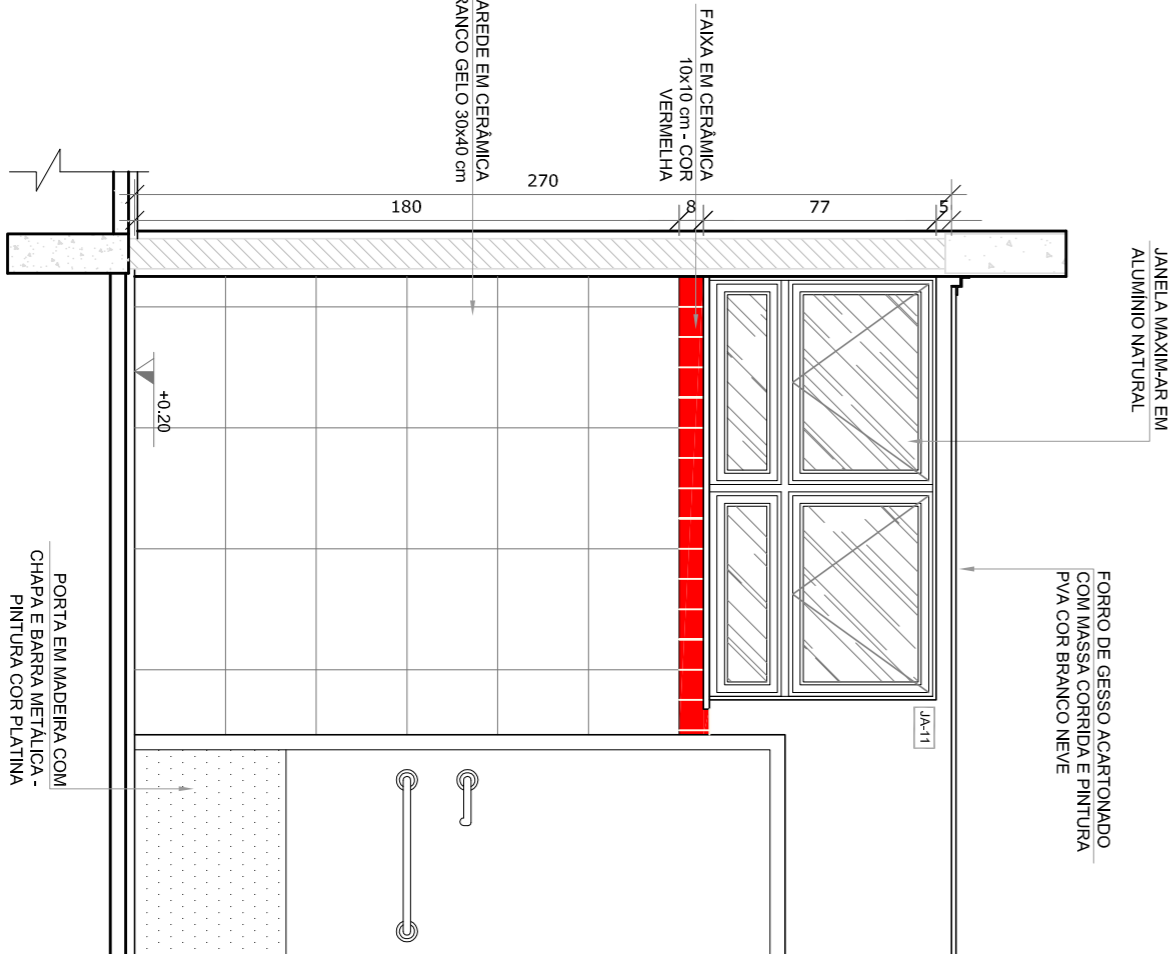 AREDE EM CERÂMICA
RANCO GELO 30x40 cm
FAIXA EM CERÂMICA
10x10 cm - COR
VERMELHA
270
180
8
77
5
JANELA MAXIM-AR EM
ALUMÍNIO NATURAL
+0.20
JA-11
FORRO DE GESSO ACARTONADO
COM MASSA CORRIDA E PINTURA
PVA COR BRANCO NEVE
PORTA EM MADEIRA COM
CHAPA E BARRA METÁLICA -
PINTURA COR PLATINA